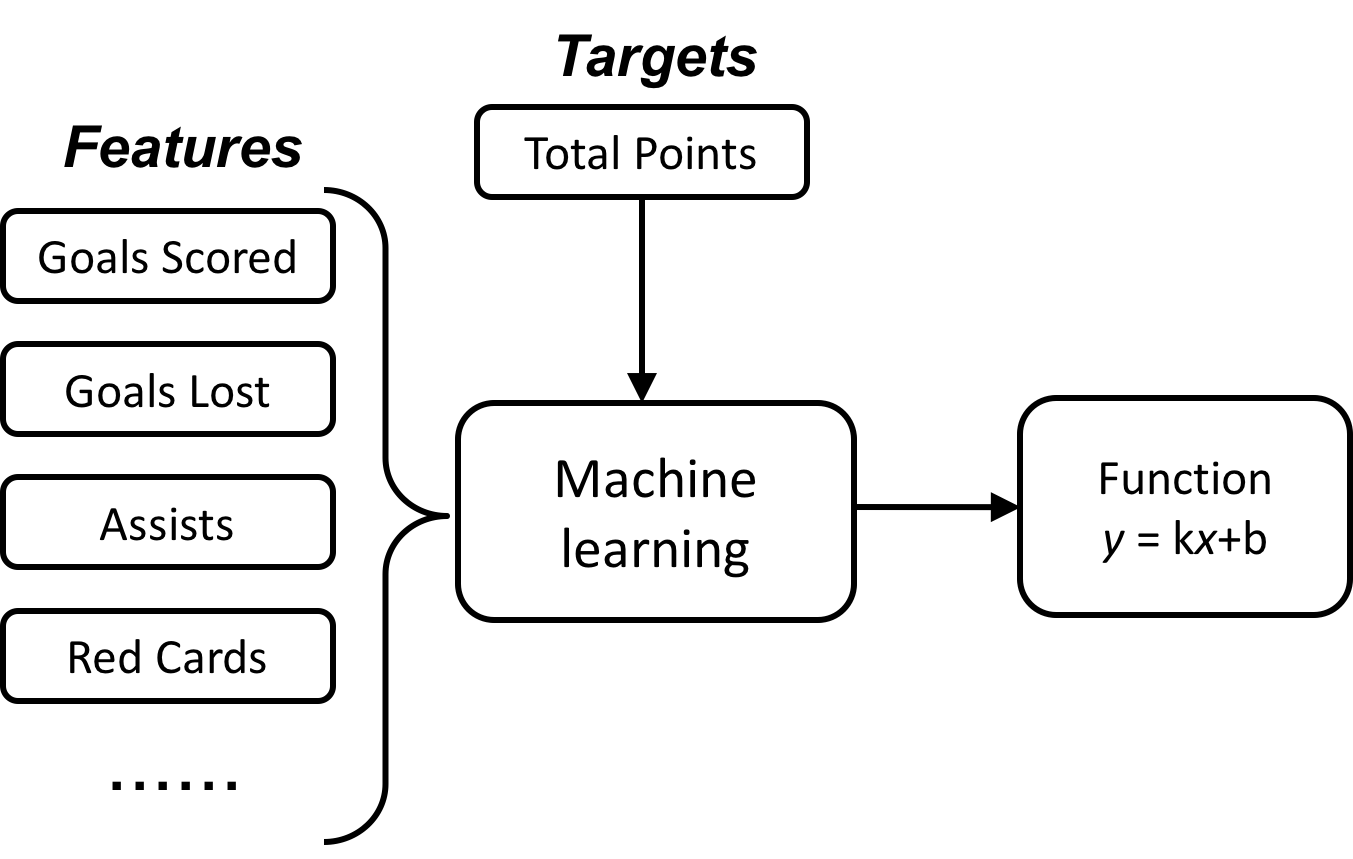 Targets
Total Points
Features
Goals Scored
Goals Lost
Assists
Red Cards
......
Machine
learning
Function
y = kx+b